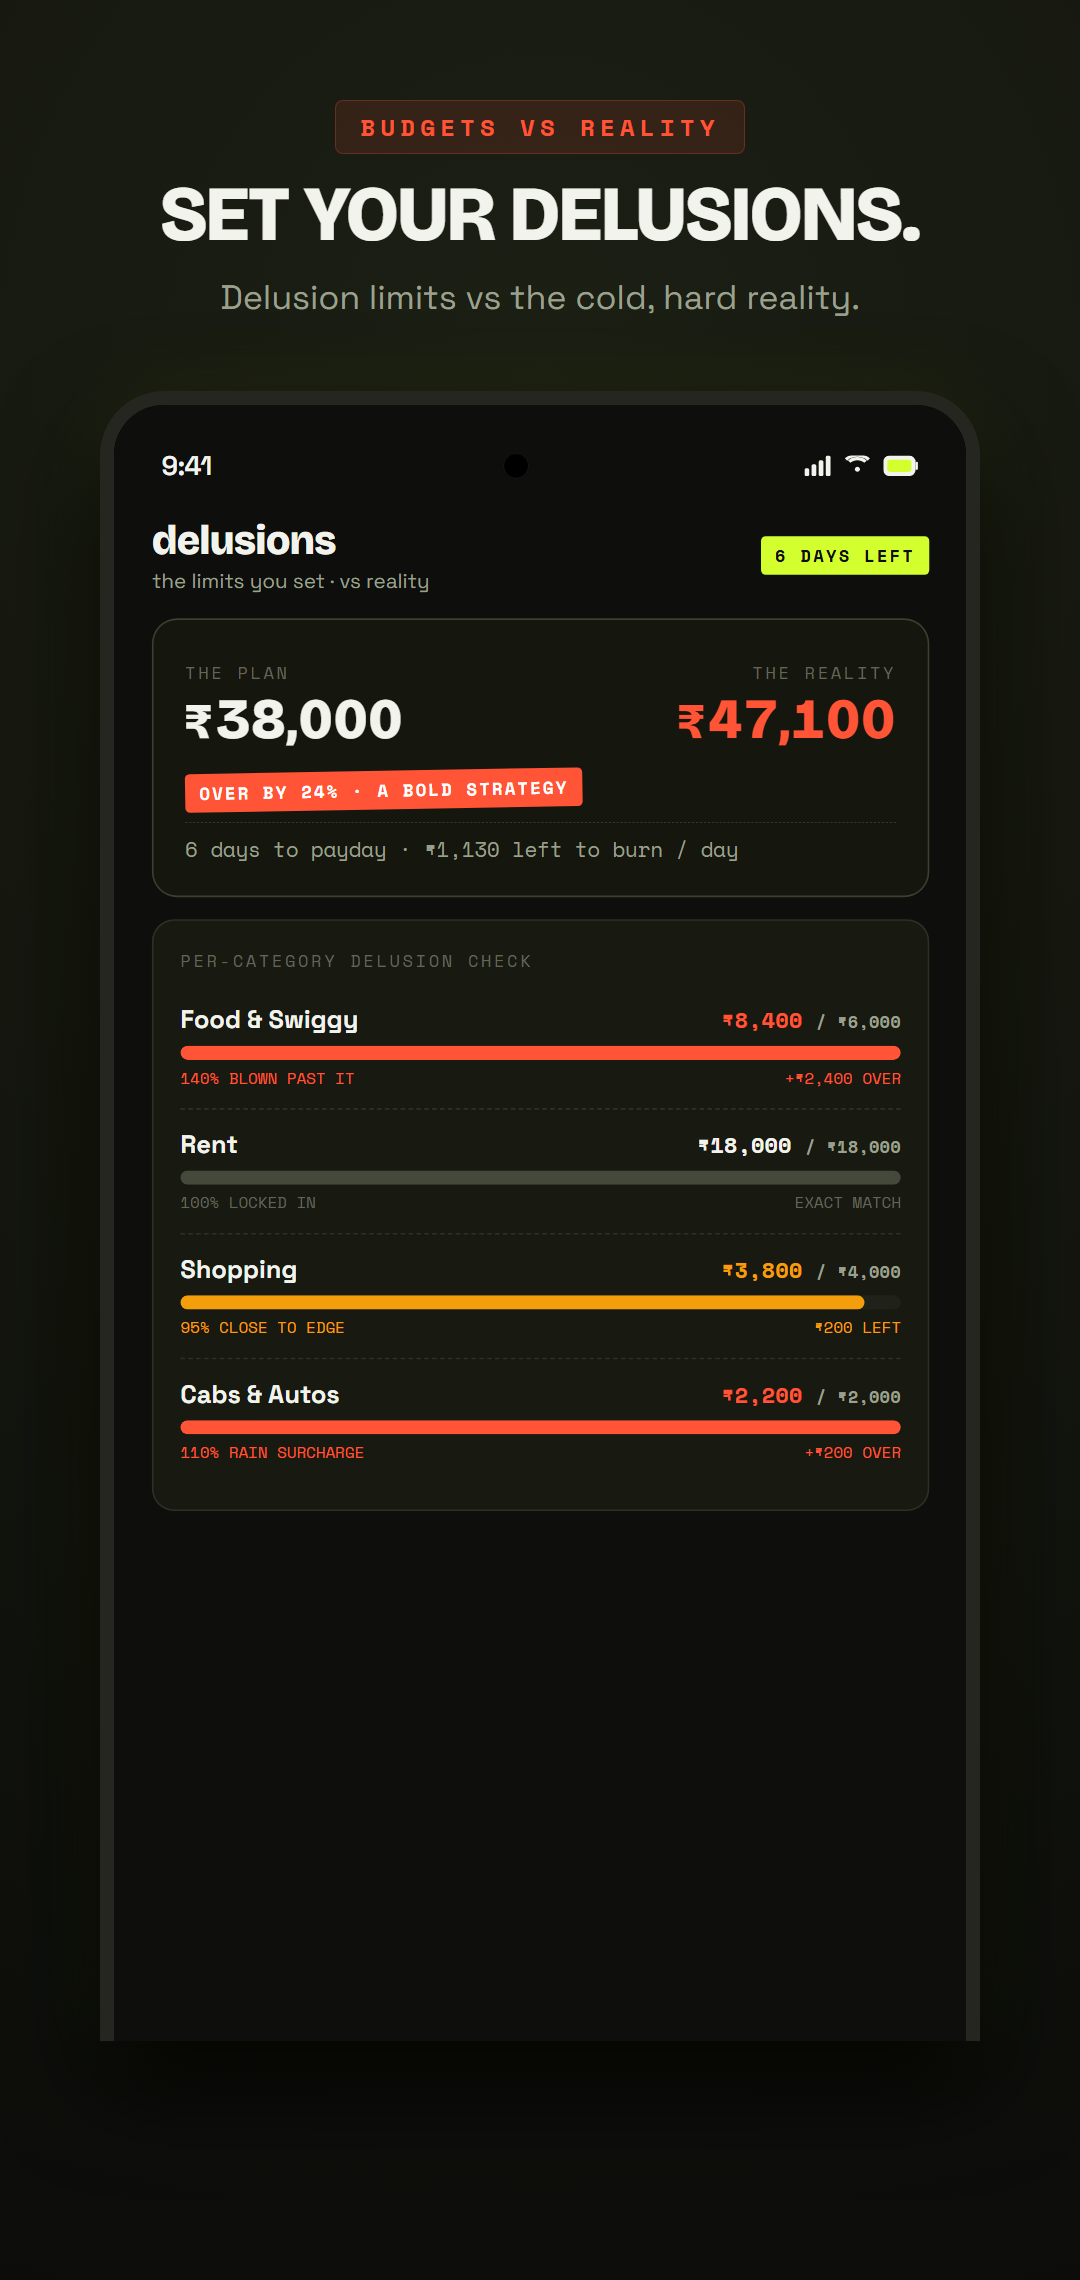 BUDGETS VS REALITY
SET YOUR DELUSIONS.
Delusion limits vs the cold, hard reality.
9:41
delusions
the limits you set · vs reality
6 DAYS LEFT
THE PLAN
THE REALITY
₹38,000
₹47,100
OVER BY 24% · A BOLD STRATEGY
6 days to payday · ₹1,130 left to burn / day
PER-CATEGORY DELUSION CHECK
Food & Swiggy
₹8,400 / ₹6,000
140% BLOWN PAST IT
+₹2,400 OVER
Rent
₹18,000 / ₹18,000
100% LOCKED IN
EXACT MATCH
Shopping
₹3,800 / ₹4,000
95% CLOSE TO EDGE
₹200 LEFT
Cabs & Autos
₹2,200 / ₹2,000
110% RAIN SURCHARGE
+₹200 OVER